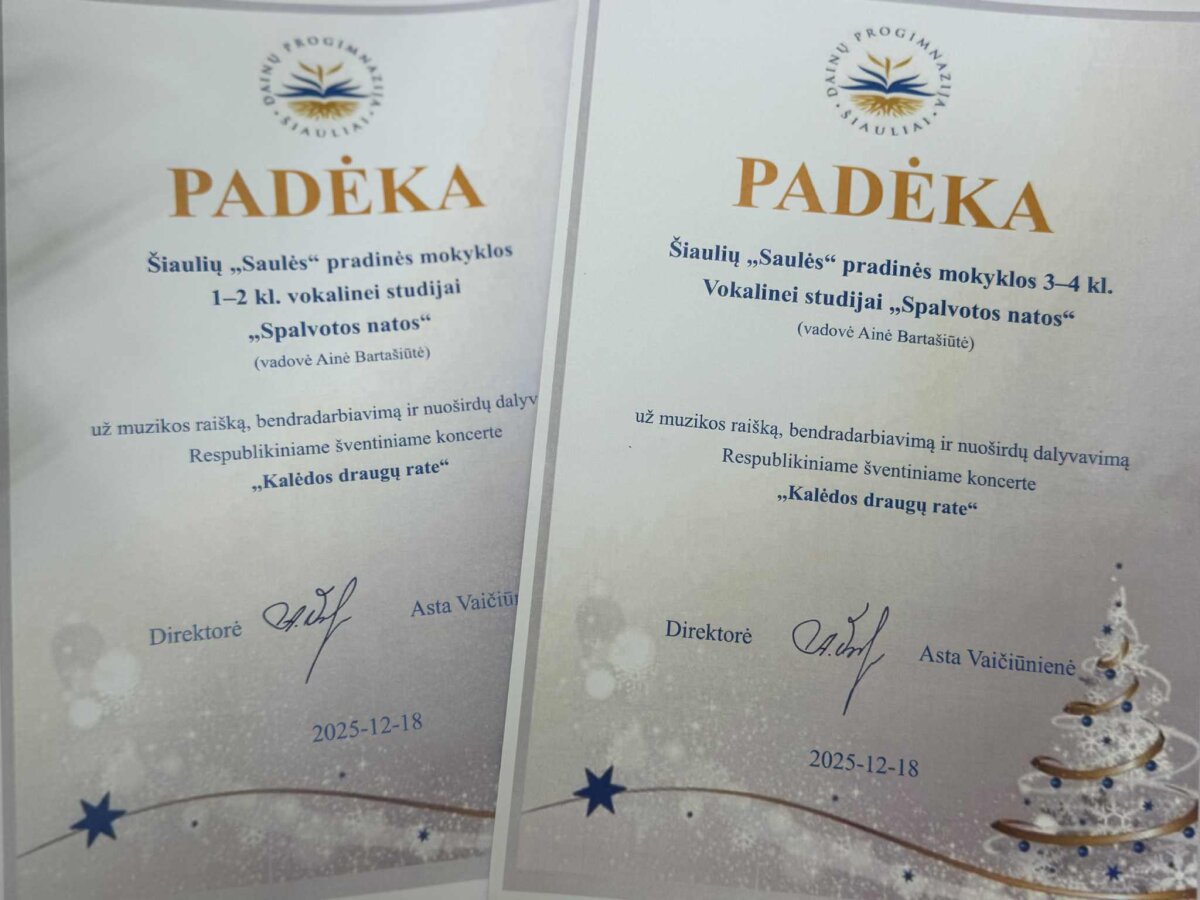 DAINŲ PROGIMNAZIJA
ŠIAULIAI
PADĖKA
Šiaulių „Saulės“ pradinės mokyklos
1–2 kl. vokalinei studijai
„Spalvotos natos“
(vadovė Ainė Bartašiūtė)
už muzikos raišką, bendradarbiavimą ir nuoširdų dalyv
Respublikiniame šventiniame koncerte
„Kalėdos draugų rate“
Direktorė
Asta Vaičiūn
2025-12-18
DAINŲ PROGIMNAZIJA
ŠIAULIAI
PADĖKA
Šiaulių „Saulės“ pradinės mokyklos 3–4 kl.
Vokalinei studijai „Spalvotos natos“
(vadovė Ainė Bartašiūtė)
už muzikos raišką, bendradarbiavimą ir nuoširdų dalyvavimą
Respublikiniame šventiniame koncerte
„Kalėdos draugų rate“
Direktorė
Asta Vaičiūnienė
2025-12-18